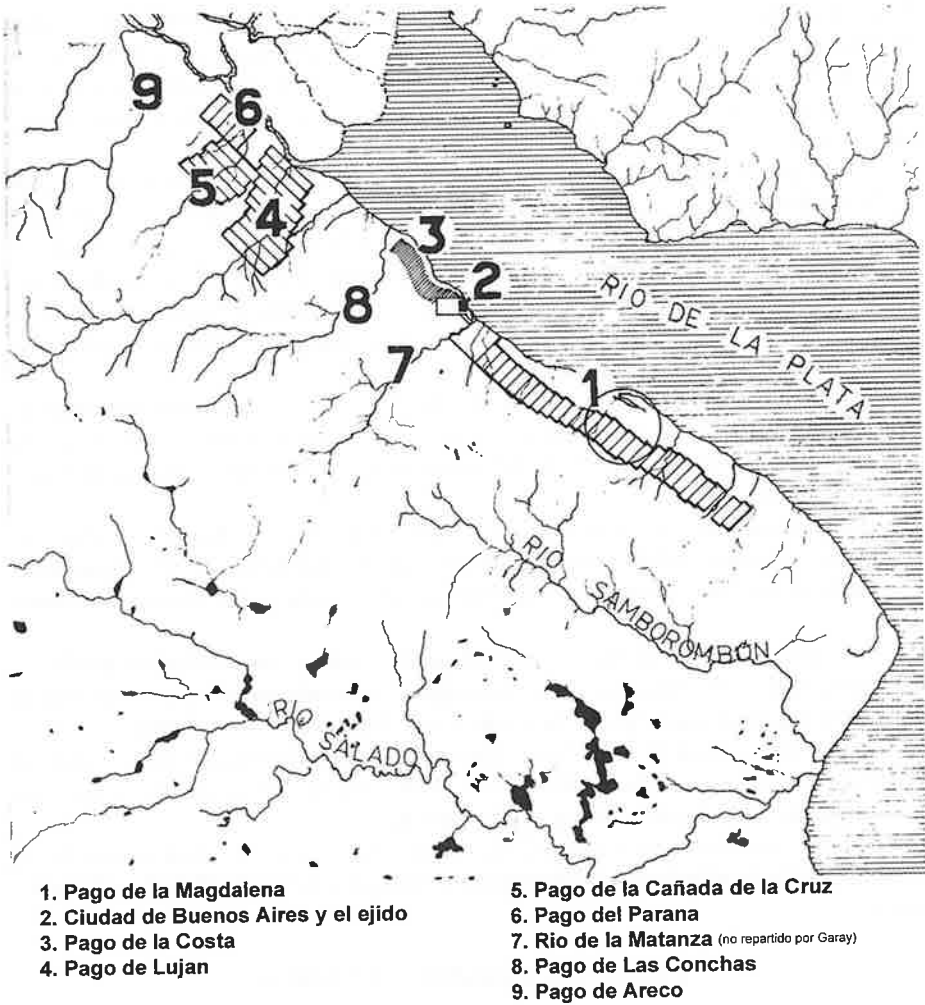 9
6
5
4
3
2
8
7
1
RIO DE LA PLATA
RIO SAMBOROMBON
RIO SALADO
1. Pago de la Magdalena
2. Ciudad de Buenos Aires y el ejido
3. Pago de la Costa
4. Pago de Lujan
5. Pago de la Cañada de la Cruz
6. Pago del Parana
7. Rio de la Matanza (no repartido por Garay)
8. Pago de Las Conchas
9. Pago de Areco